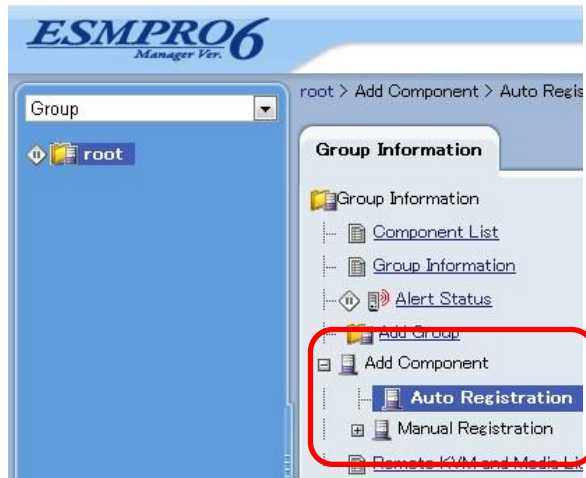 ESMPRO6
Manager Ver.
Group
root > Add Component > Auto Regis
root
Group Information
Group Information
Component List
Group Information
Alert Status
Add Group
Add Component
Auto Registration
Manual Registration
Remote KVM and Media Lis